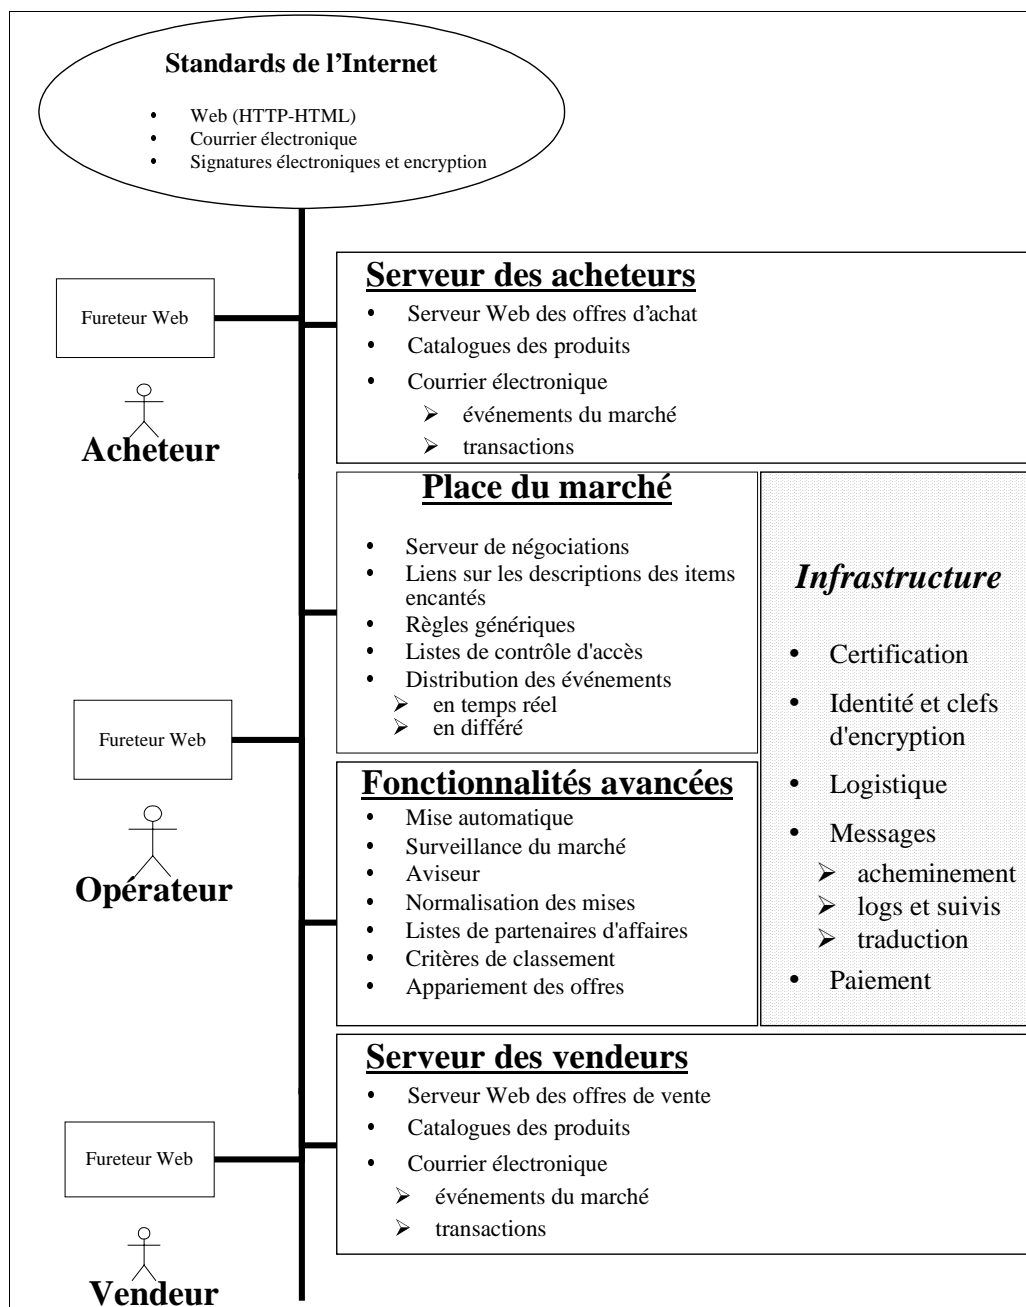 Standards de l'Internet
• Web (HTTP-HTML)
• Courrier électronique
• Signatures électroniques et encryption
Fureteur Web
Acheteur
Serveur des acheteurs
• Serveur Web des offres d'achat
• Catalogues des produits
• Courrier électronique
➢ événements du marché
➢ transactions
Place du marché
• Serveur de négociations
• Liens sur les descriptions des items
encantés
• Règles génériques
• Listes de contrôle d'accès
• Distribution des événements
➢ en temps réel
➢ en différé
Infrastructure
• Certification
• Identité et clefs
d'encryption
• Logistique
• Messages
➢ acheminement
➢ logs et suivis
➢ traduction
• Paiement
Fureteur Web
Opérateur
Fonctionnalités avancées
• Mise automatique
• Surveillance du marché
• Aviseur
• Normalisation des mises
• Listes de partenaires d'affaires
• Critères de classement
• Appariement des offres
Serveur des vendeurs
• Serveur Web des offres de vente
• Catalogues des produits
• Courrier électronique
➢ événements du marché
➢ transactions
Fureteur Web
Vendeur